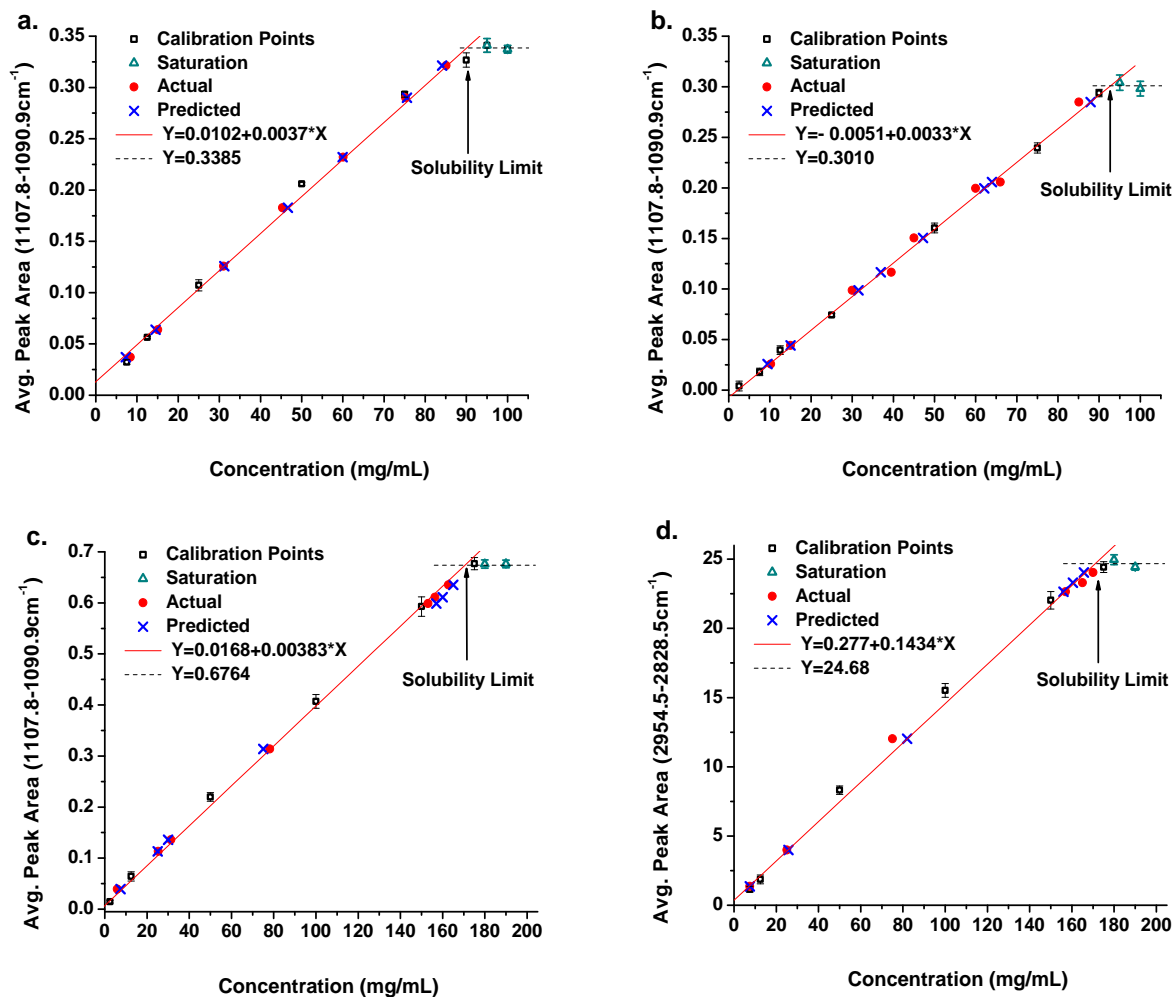 a.
Calibration Points
Saturation
Actual
Predicted
Y=0.0102+0.0037*X
Y=0.3385
Solubility Limit
0.35
0.30
0.25
0.20
0.15
0.10
0.05
0.00
0 10 20 30 40 50 60 70 80 90 100
Avg. Peak Area (1107.8-1090.9cm⁻¹)
Concentration (mg/mL)
b.
Calibration Points
Saturation
Actual
Predicted
Y=- 0.0051+0.0033*X
Y=0.3010
Solubility Limit
0.35
0.30
0.25
0.20
0.15
0.10
0.05
0.00
0 10 20 30 40 50 60 70 80 90 100
Avg. Peak Area (1107.8-1090.9cm⁻¹)
Concentration (mg/mL)
c.
Calibration Points
Saturation
Actual
Predicted
Y=0.0168+0.00383*X
Y=0.6764
Solubility Limit
0.7
0.6
0.5
0.4
0.3
0.2
0.1
0.0
0 20 40 60 80 100 120 140 160 180 200
Avg. Peak Area (1107.8-1090.9cm⁻¹)
Concentration (mg/mL)
d.
Calibration Points
Saturation
Actual
Predicted
Y=0.277+0.1434*X
Y=24.68
Solubility Limit
25
20
15
10
5
0
0 20 40 60 80 100 120 140 160 180 200
Avg. Peak Area (2954.5-2828.5cm⁻¹)
Concentration (mg/mL)